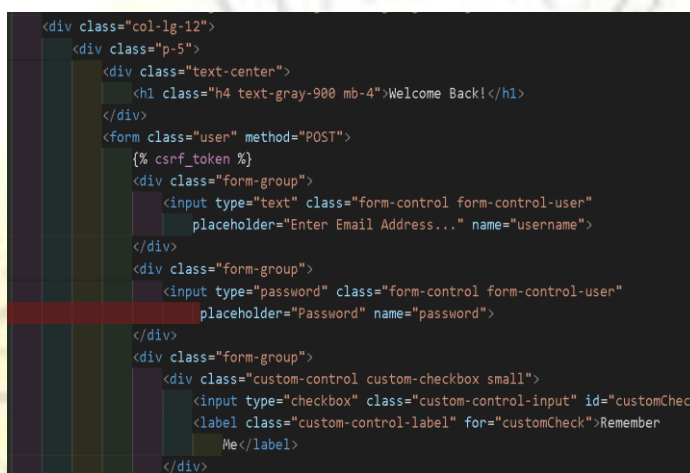 <div class="col-lg-12">
<div class="p-5">
<div class="text-center">
<h1 class="h4 text-gray-900 mb-4">Welcome Back!</h1>
</div>
<form class="user" method="POST">
{% csrf_token %}
<div class="form-group">
<input type="text" class="form-control form-control-user"
placeholder="Enter Email Address..." name="username">
</div>
<div class="form-group">
<input type="password" class="form-control form-control-user"
placeholder="Password" name="password">
</div>
<div class="form-group">
<div class="custom-control custom-checkbox small">
<input type="checkbox" class="custom-control-input" id="customChec
<label class="custom-control-label" for="customCheck">Remember
Me</label>
</div>